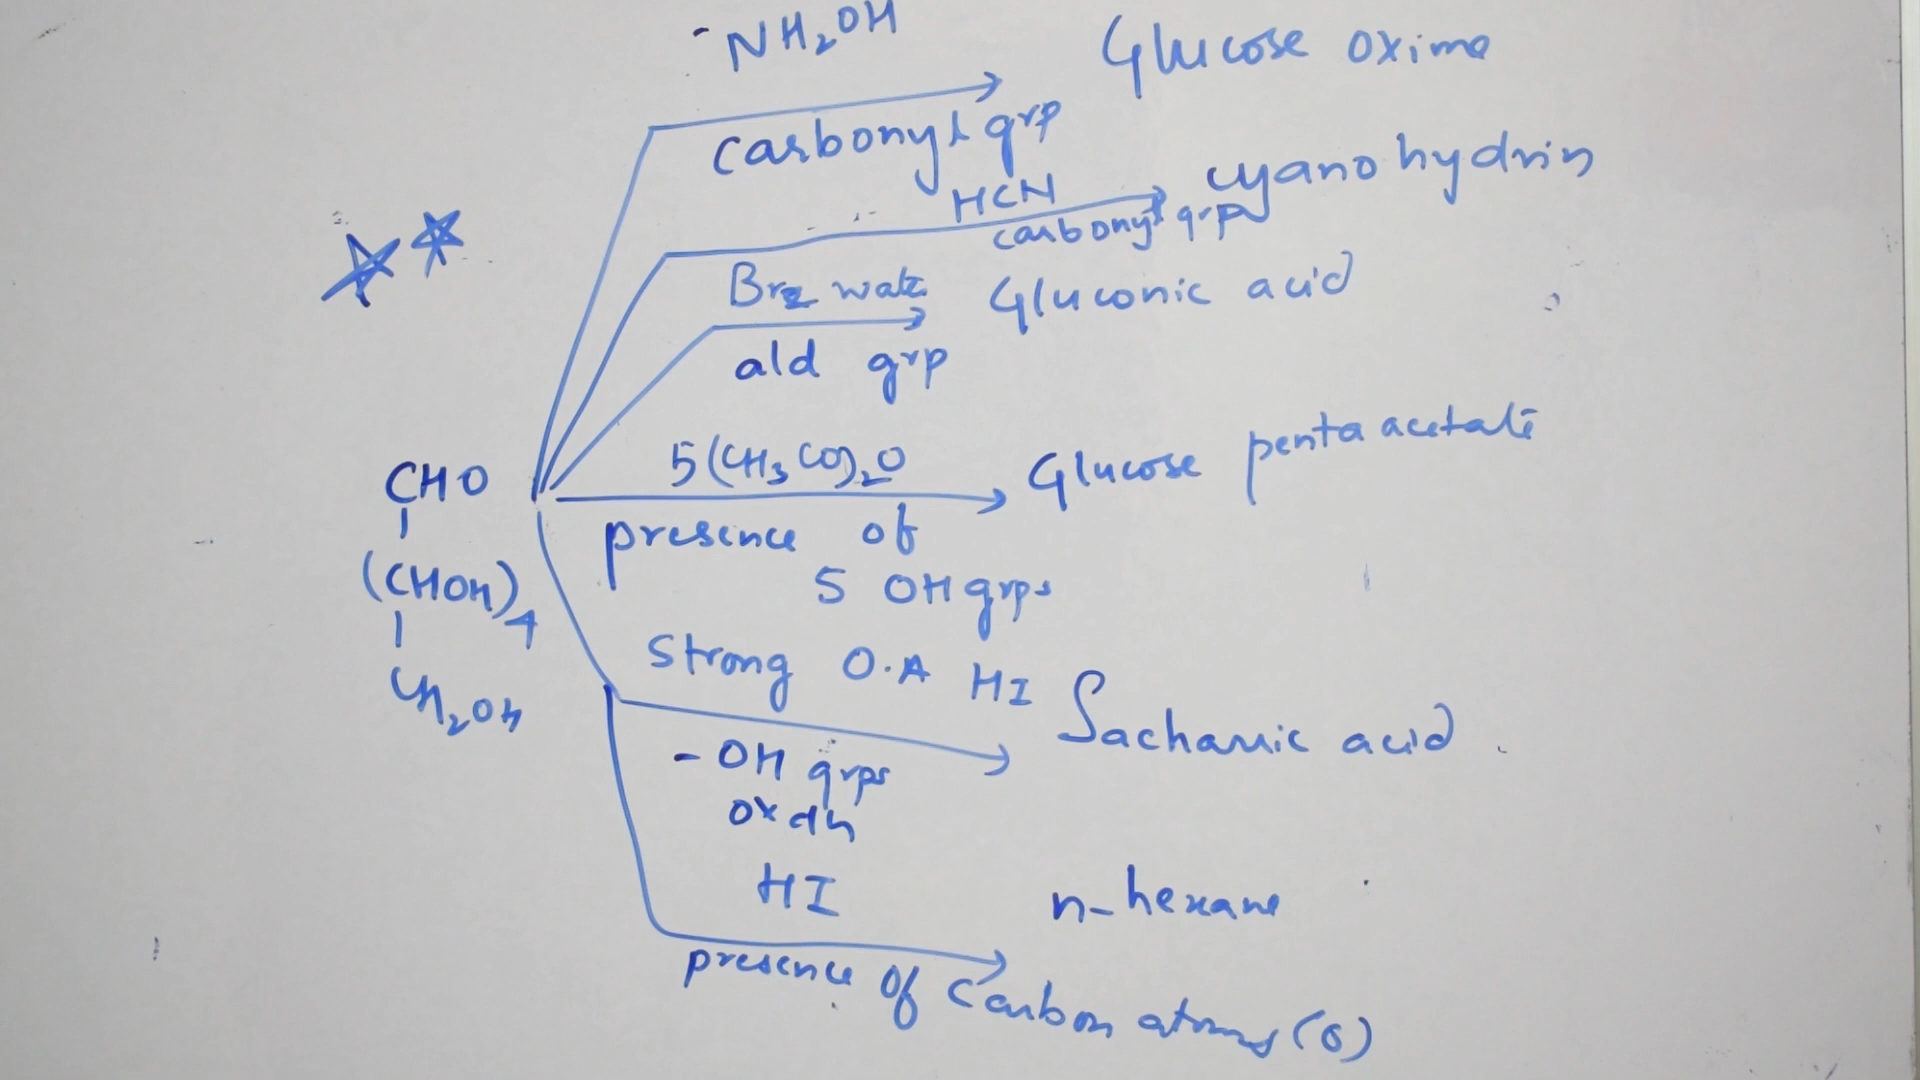 NH₂OH
Glucose oxime
carbonyl grp
HCN
cyanohydrin
carbonyl grp
Br₂ wat
Gluconic acid
ald grp
5(CH₃CO)₂O
Glucose pentaacetate
CHO
presence of
5 OH grps
(CHOH)₄
CH₂OH
Strong O.A HI
Sacharric acid
- OH grps
oxdn
HI
n-hexane
presence of Carbon atoms (6)